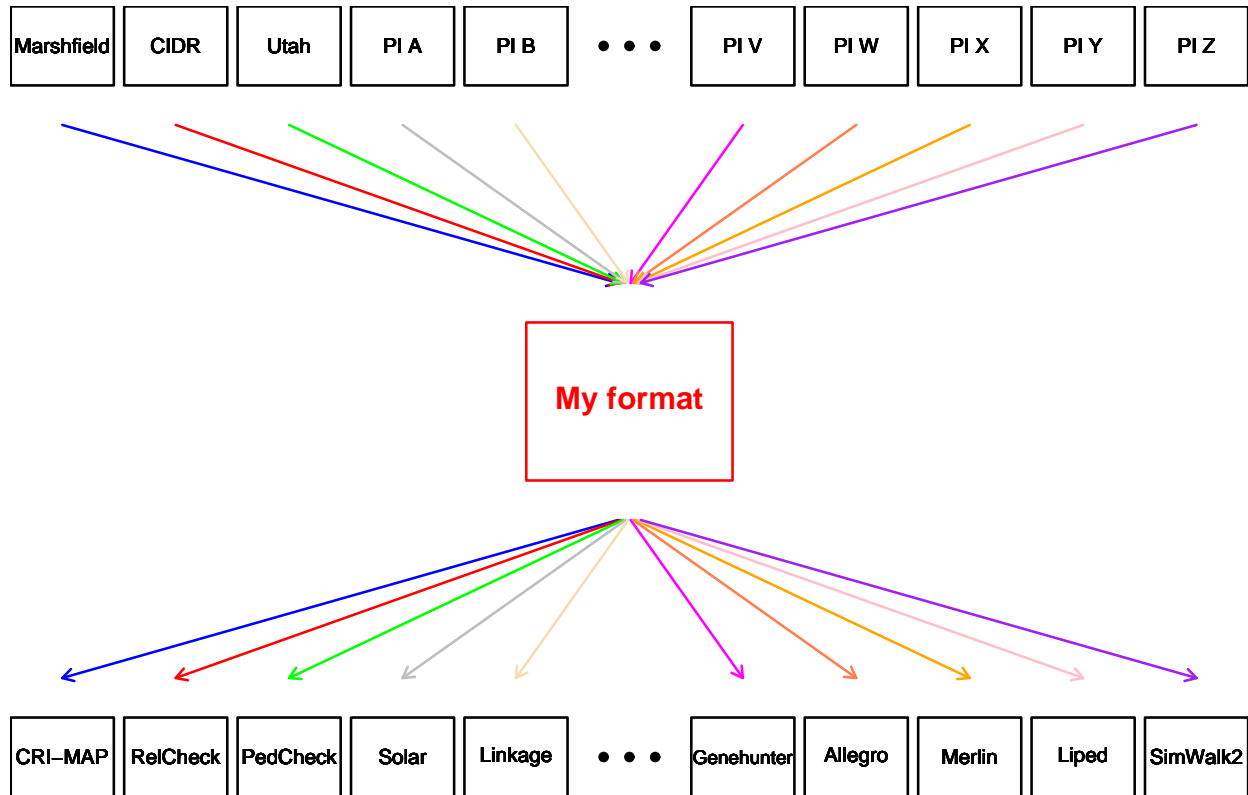 Marshfield CIDR Utah PI A PI B • • • PI V PI W PI X PI Y PI Z
My format
CRI−MAP RelCheck PedCheck Solar Linkage • • • Genehunter Allegro Merlin Liped SimWalk2